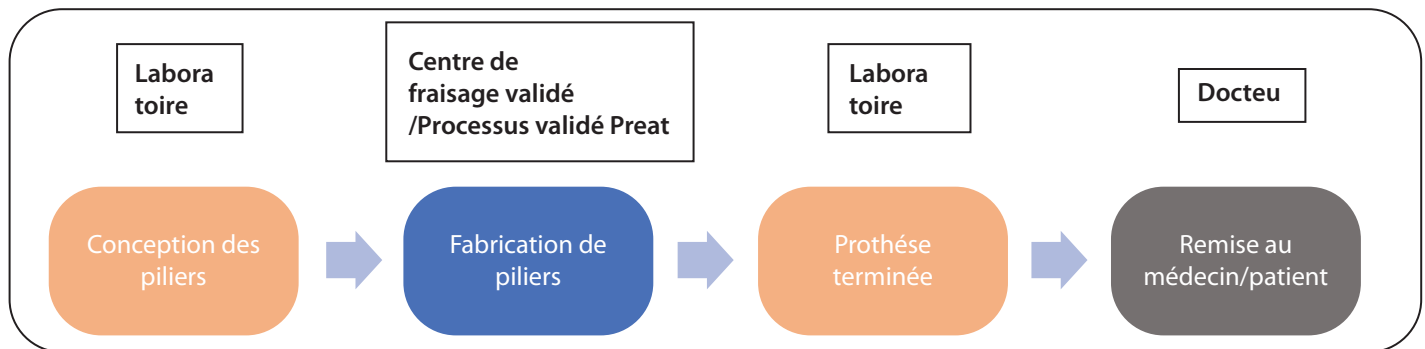 Labora
toire
Centre de
fraisage validé
/Processus validé Preat
Labora
toire
Docteu
Conception des
piliers
Fabrication de
piliers
Prothése
terminée
Remise au
médecin/patient